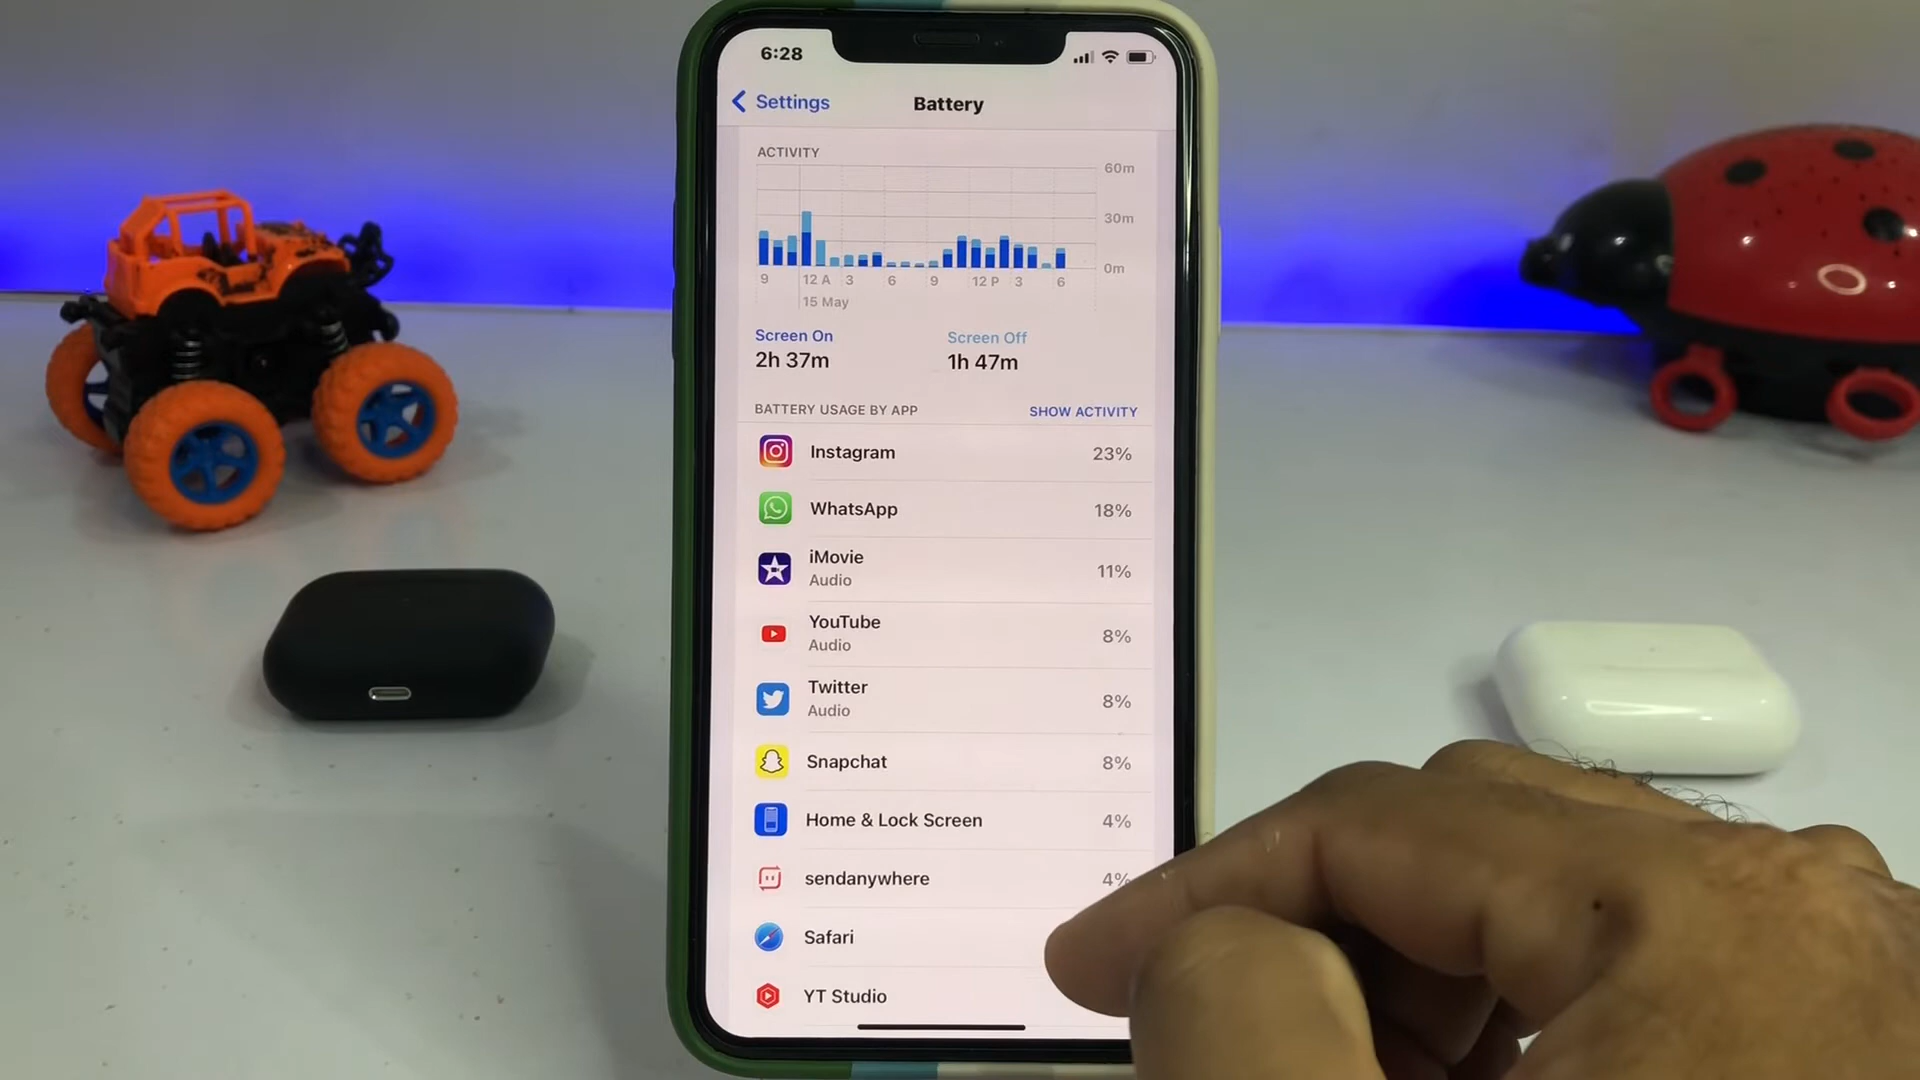 6:28
Settings
Battery
ACTIVITY
60m
30m
0m
9 12 A 3 6 9 12 P 3 6
15 May
Screen On Screen Off
2h 37m 1h 47m
BATTERY USAGE BY APP SHOW ACTIVITY
Instagram 23%
WhatsApp 18%
iMovie 11%
Audio
YouTube 8%
Audio
Twitter 8%
Audio
Snapchat 8%
Home & Lock Screen 4%
sendanywhere 4%
Safari
YT Studio